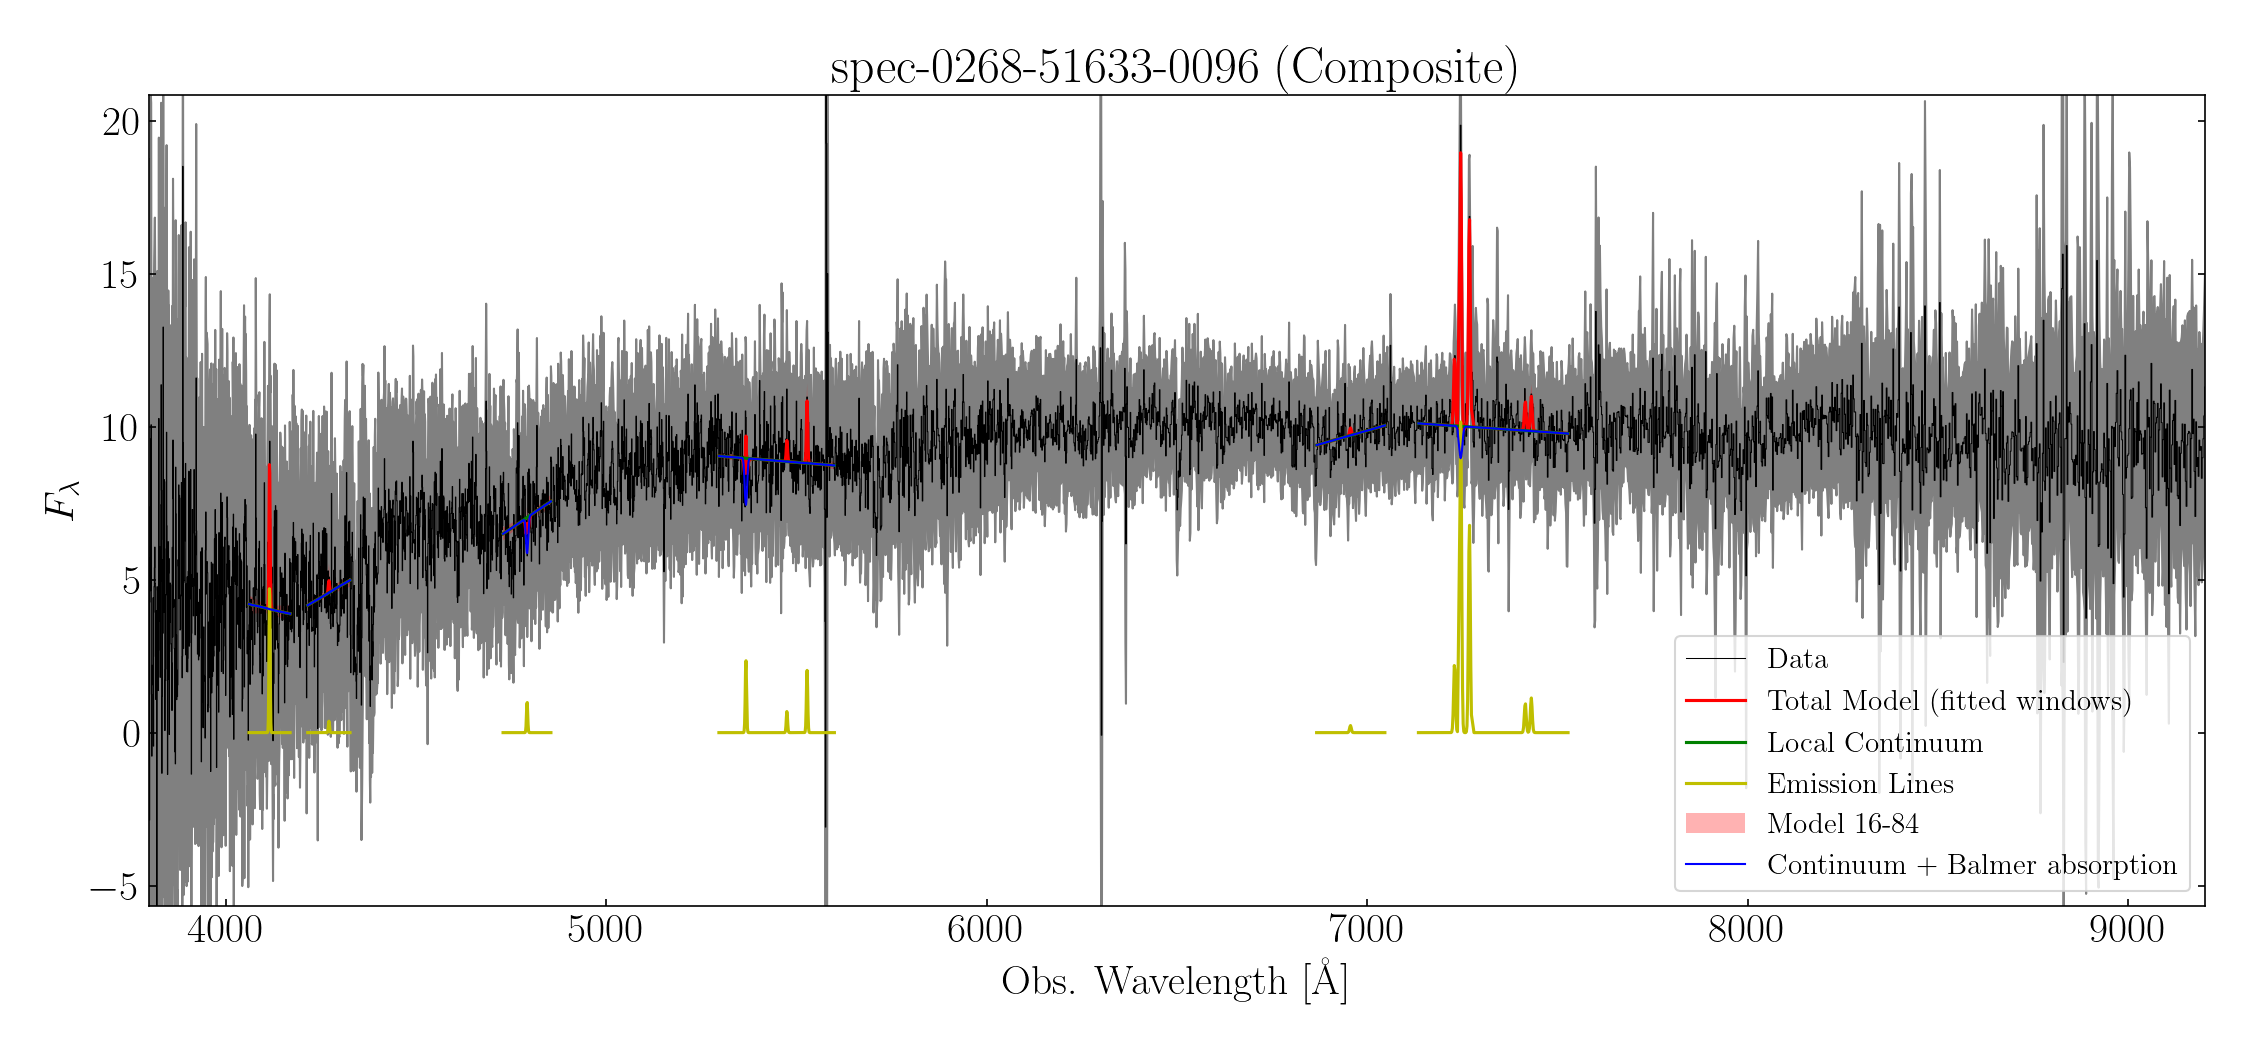 spec-0268-51633-0096 (Composite)
20
15
10
5
0
−5
F_λ
4000
5000
6000
7000
8000
9000
Obs. Wavelength [Å]
Data
Total Model (fitted windows)
Local Continuum
Emission Lines
Model 16-84
Continuum + Balmer absorption